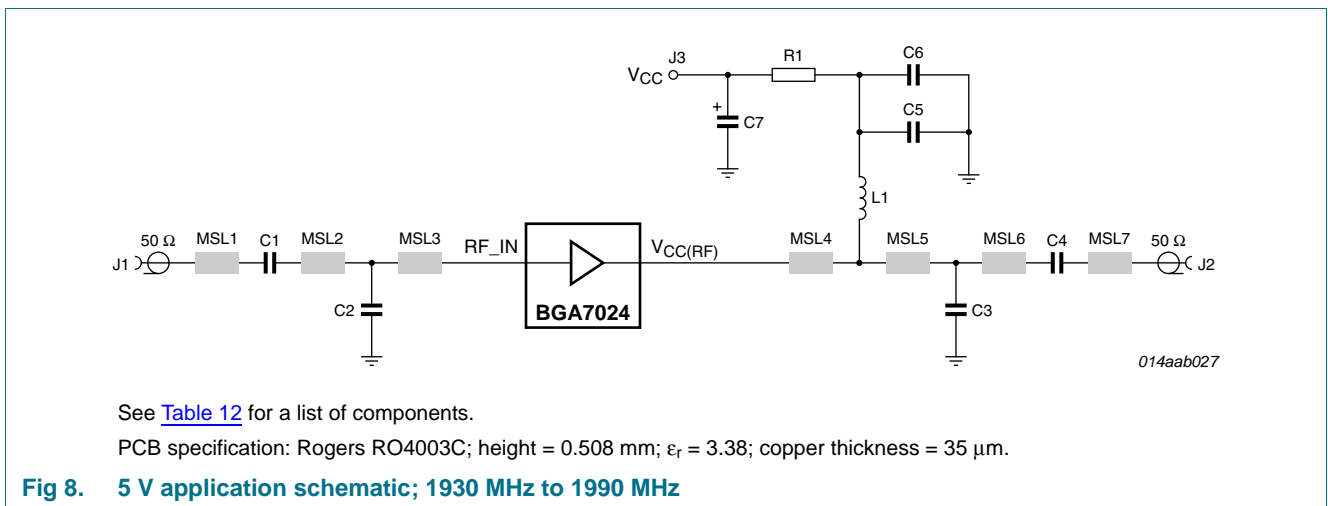 J3
R1
C6
VCC
+
C7
C5
L1
50 Ω
MSL1
C1
MSL2
MSL3
RF_IN
VCC(RF)
MSL4
MSL5
MSL6
C4
MSL7
50 Ω
J1
J2
C2
BGA7024
C3
014aab027
See Table 12 for a list of components.
PCB specification: Rogers RO4003C; height = 0.508 mm; εr = 3.38; copper thickness = 35 μm.
Fig 8. 5 V application schematic; 1930 MHz to 1990 MHz